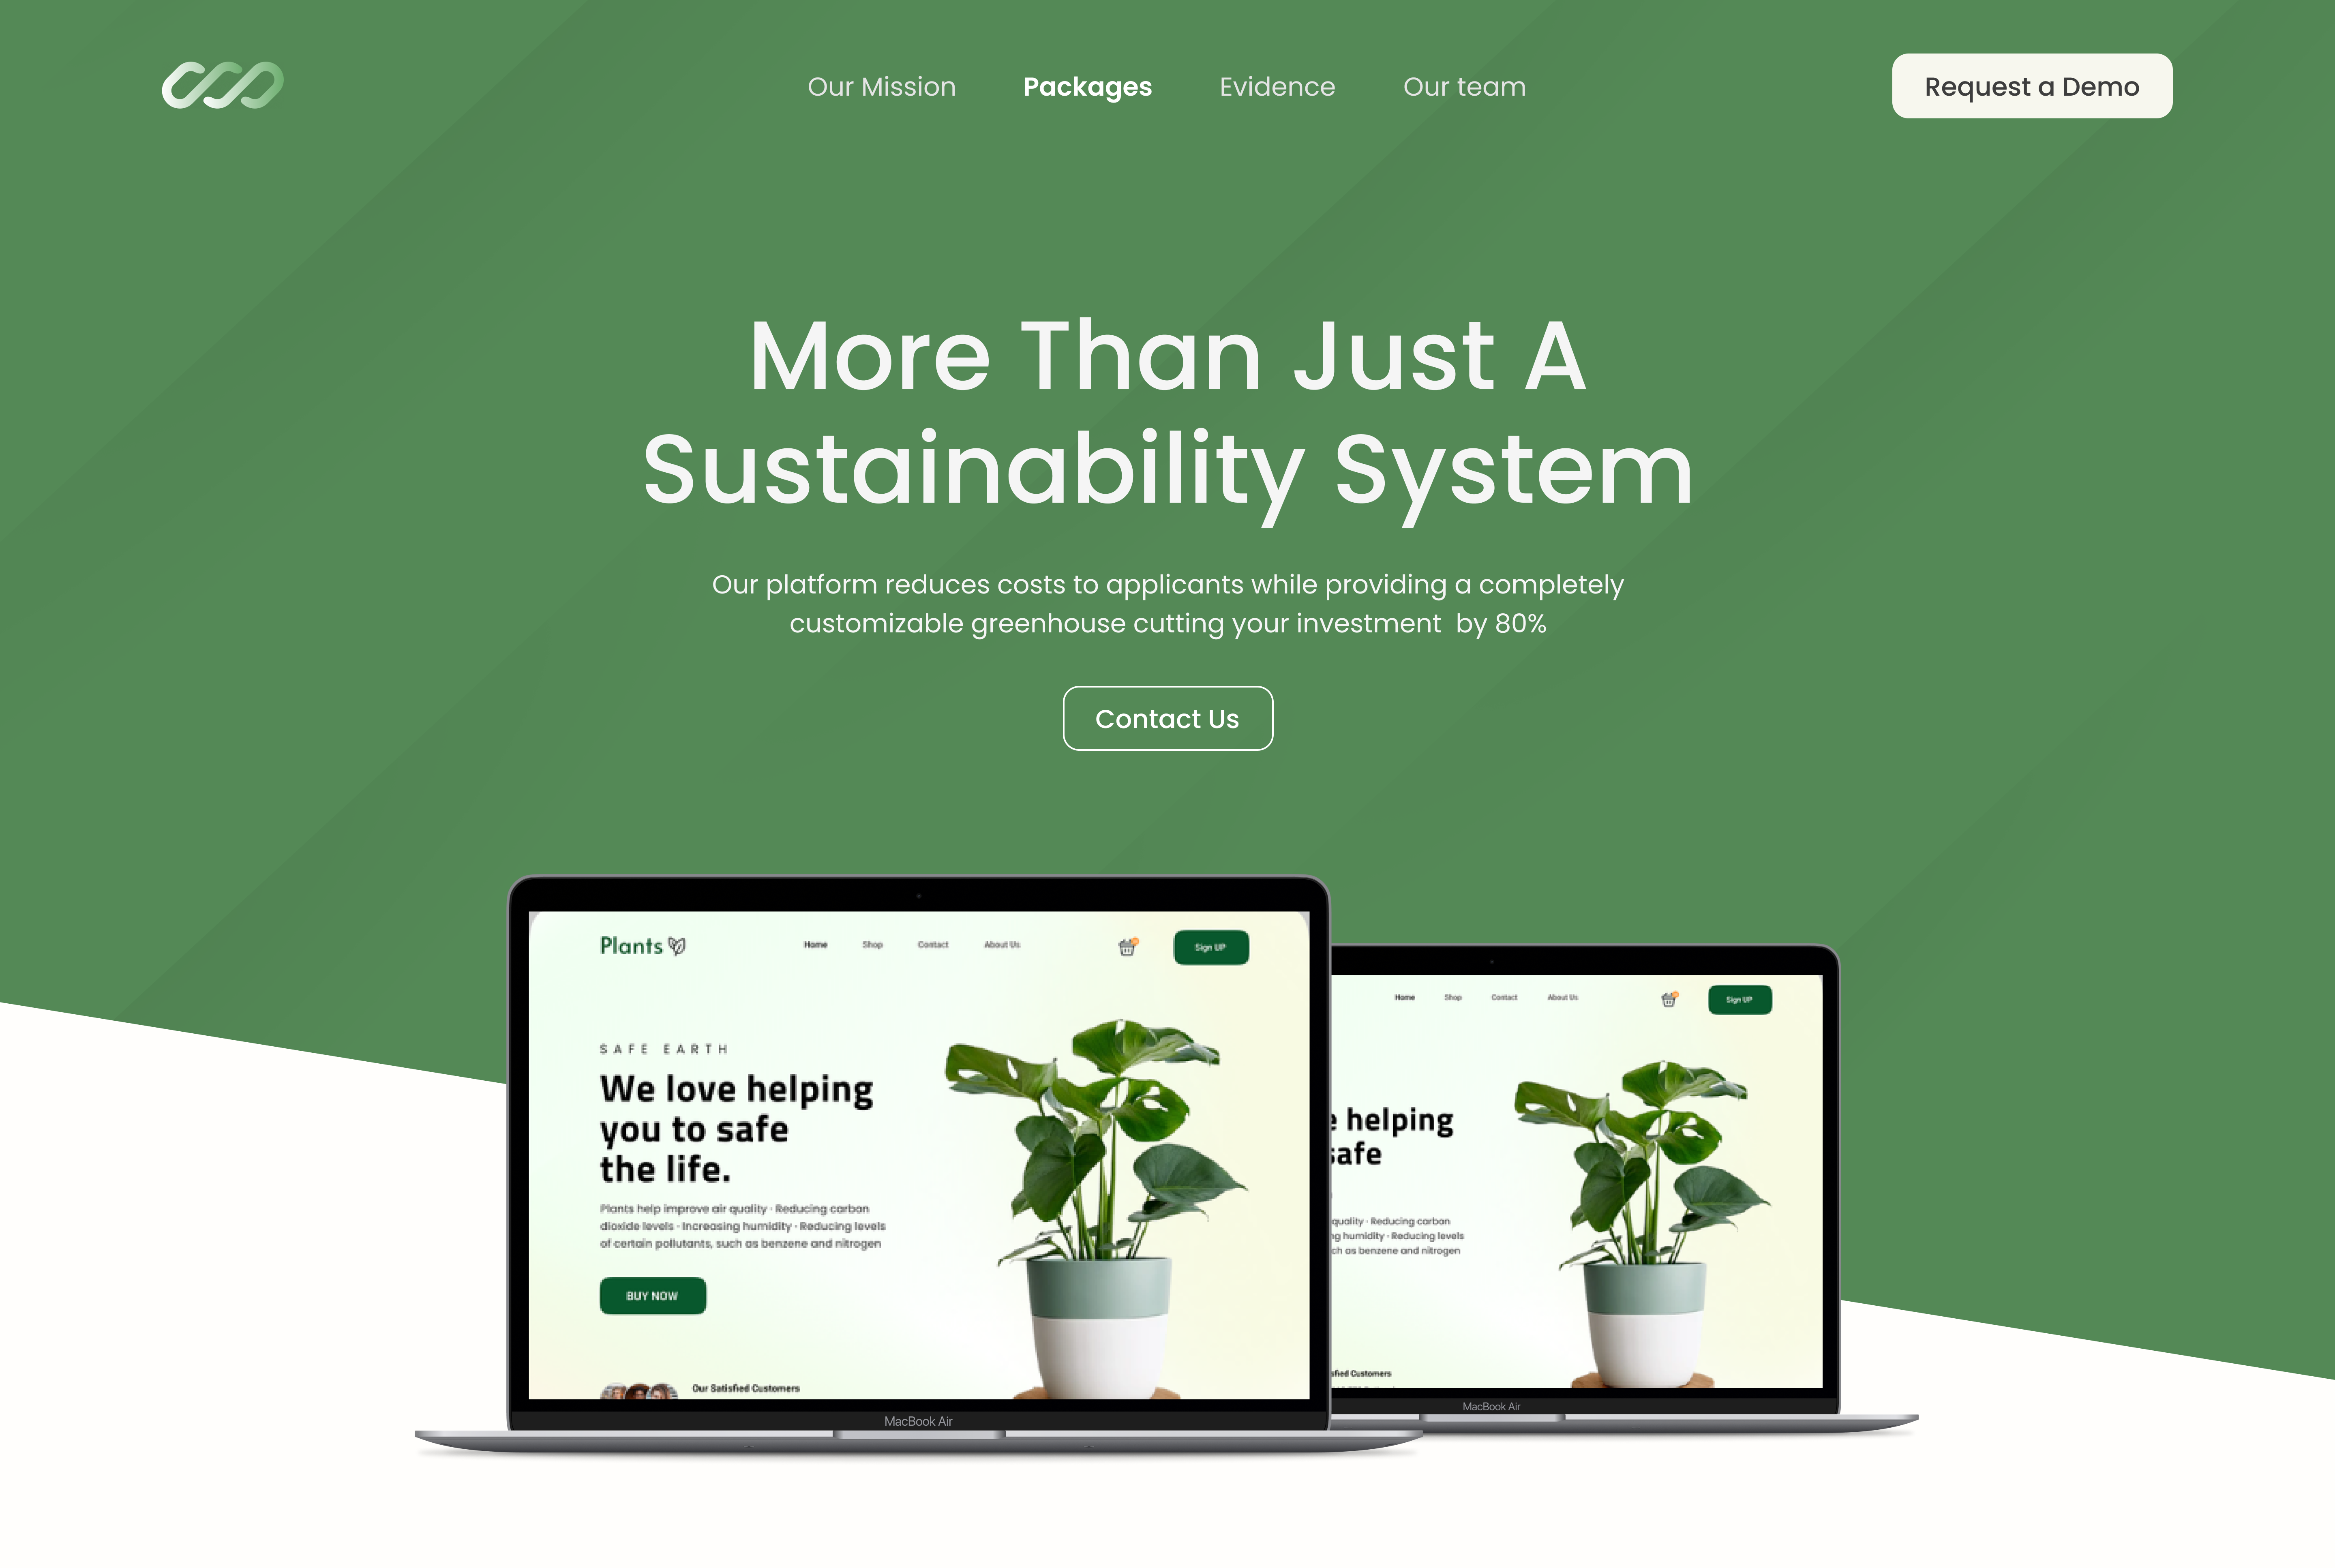 Our Mission Packages Evidence Our team Request a Demo
More Than Just A
Sustainability System
Our platform reduces costs to applicants while providing a completely
customizable greenhouse cutting your investment by 80%
Contact Us
Plants Home Shop Contact About Us Sign UP
SAFE EARTH
We love helping
you to safe
the life.
Plants help improve air quality · Reducing carbon
dioxide levels · Increasing humidity · Reducing levels
of certain pollutants, such as benzene and nitrogen
BUY NOW
Our Satisfied Customers
MacBook Air
Home Shop Contact About Us Sign UP
helping
safe
quality · Reducing carbon
humidity · Reducing levels
as benzene and nitrogen
Customers
MacBook Air